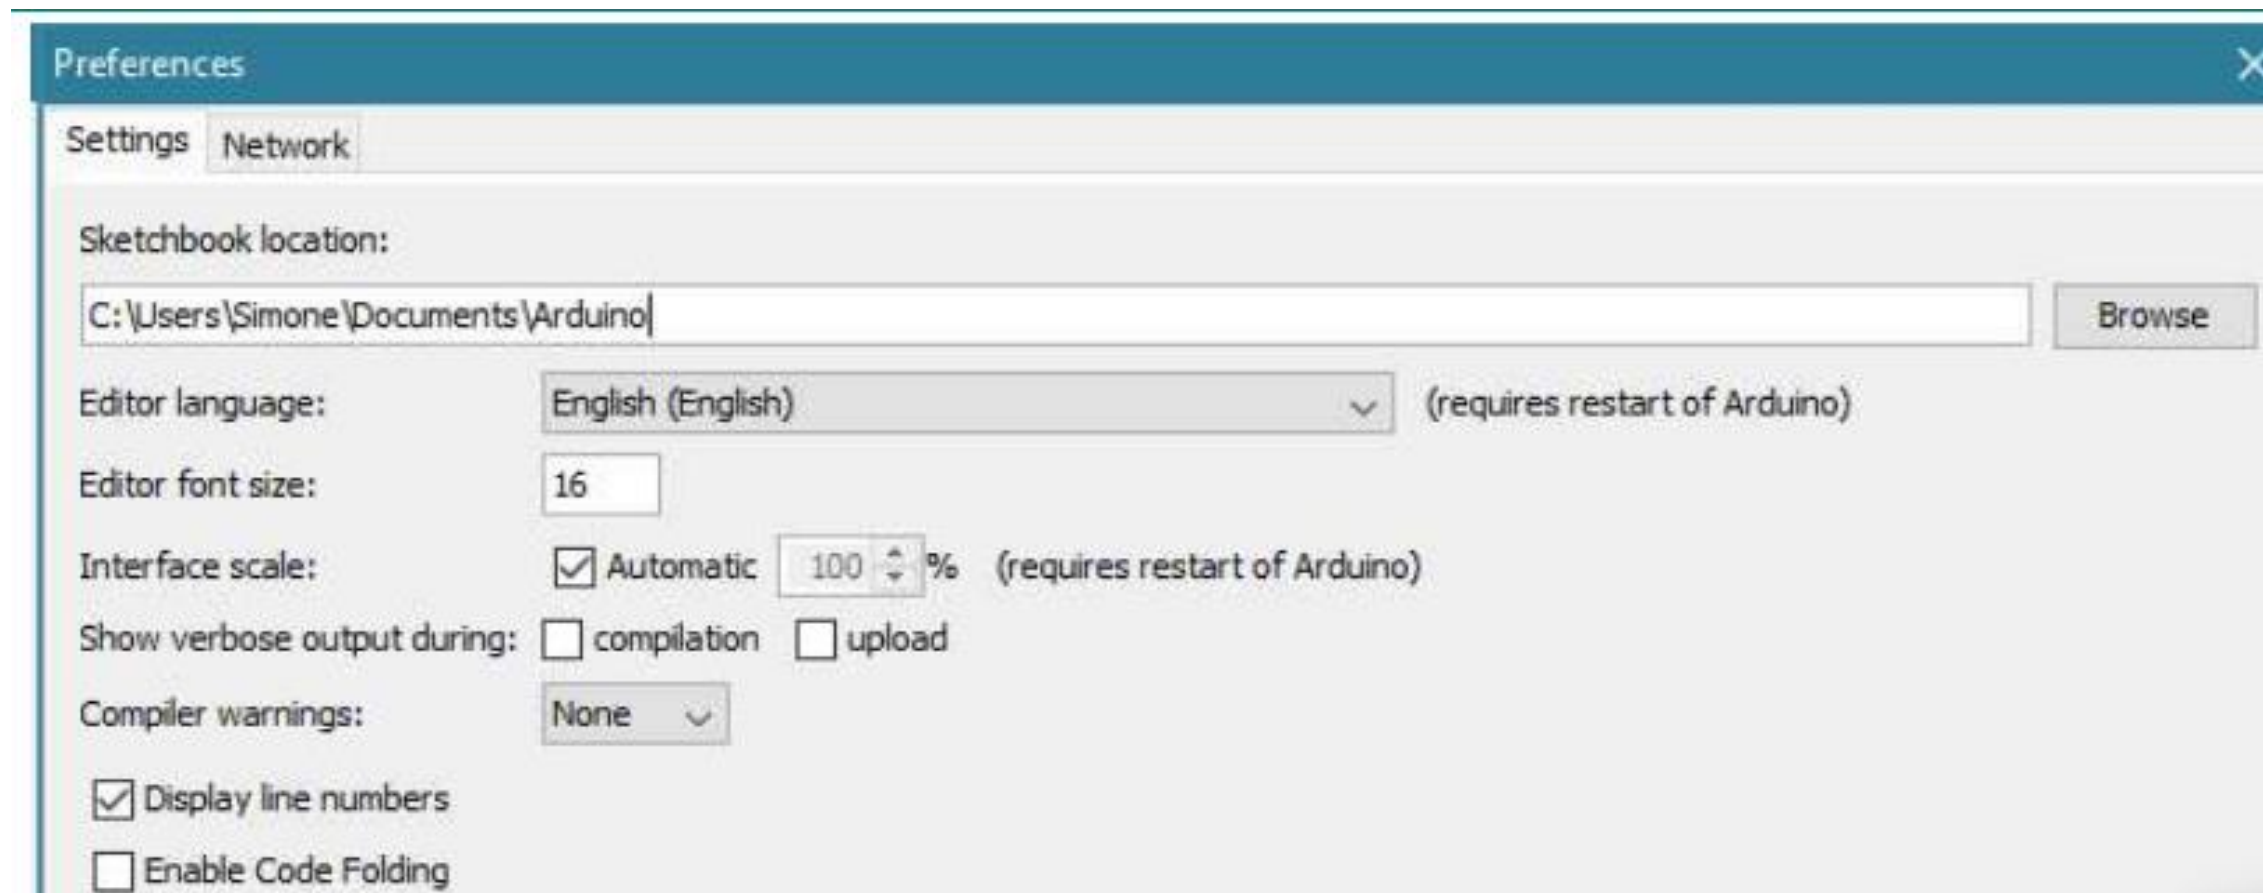 Preferences
Settings Network
Sketchbook location:
C:\Users\Simone\Documents\Arduino Browse
Editor language: English (English) (requires restart of Arduino)
Editor font size: 16
Interface scale: Automatic 100 % (requires restart of Arduino)
Show verbose output during: compilation upload
Compiler warnings: None
Display line numbers
Enable Code Folding